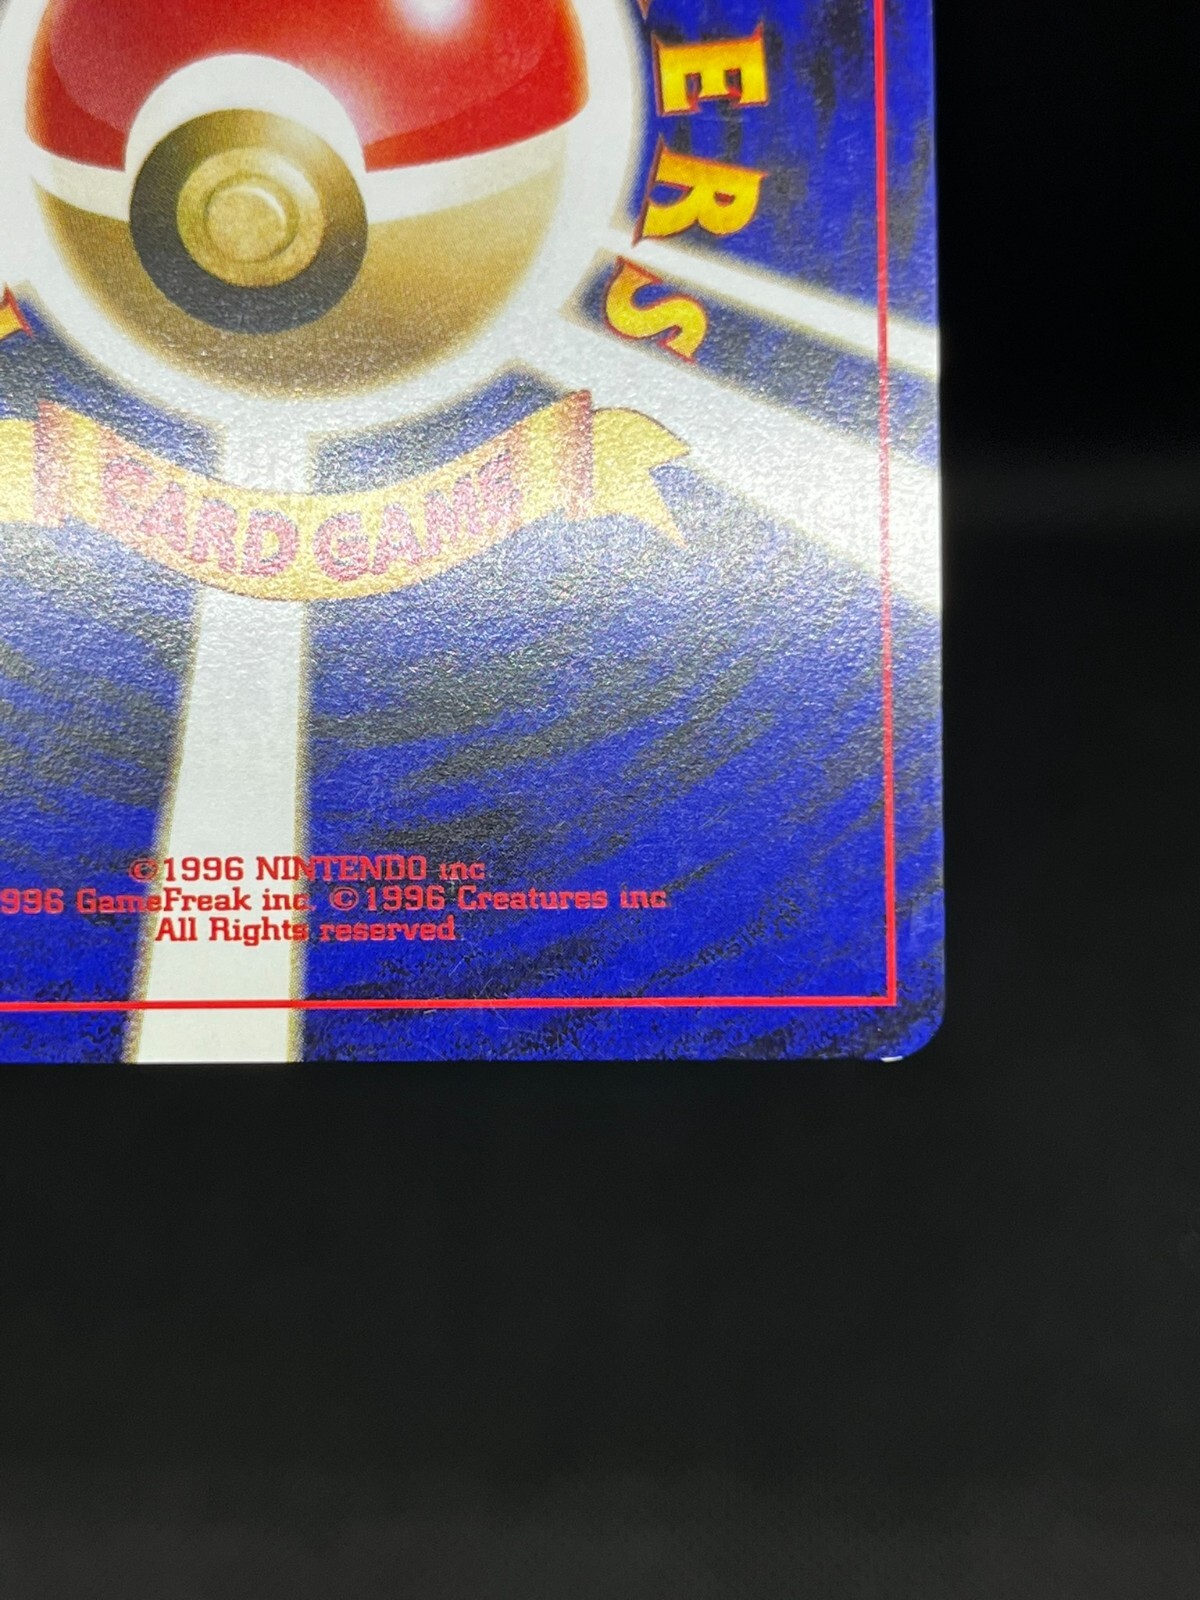 ERS
CARD GAME
©1996 NINTENDO inc
996 GameFreak inc. ©1996 Creatures inc
All Rights reserved